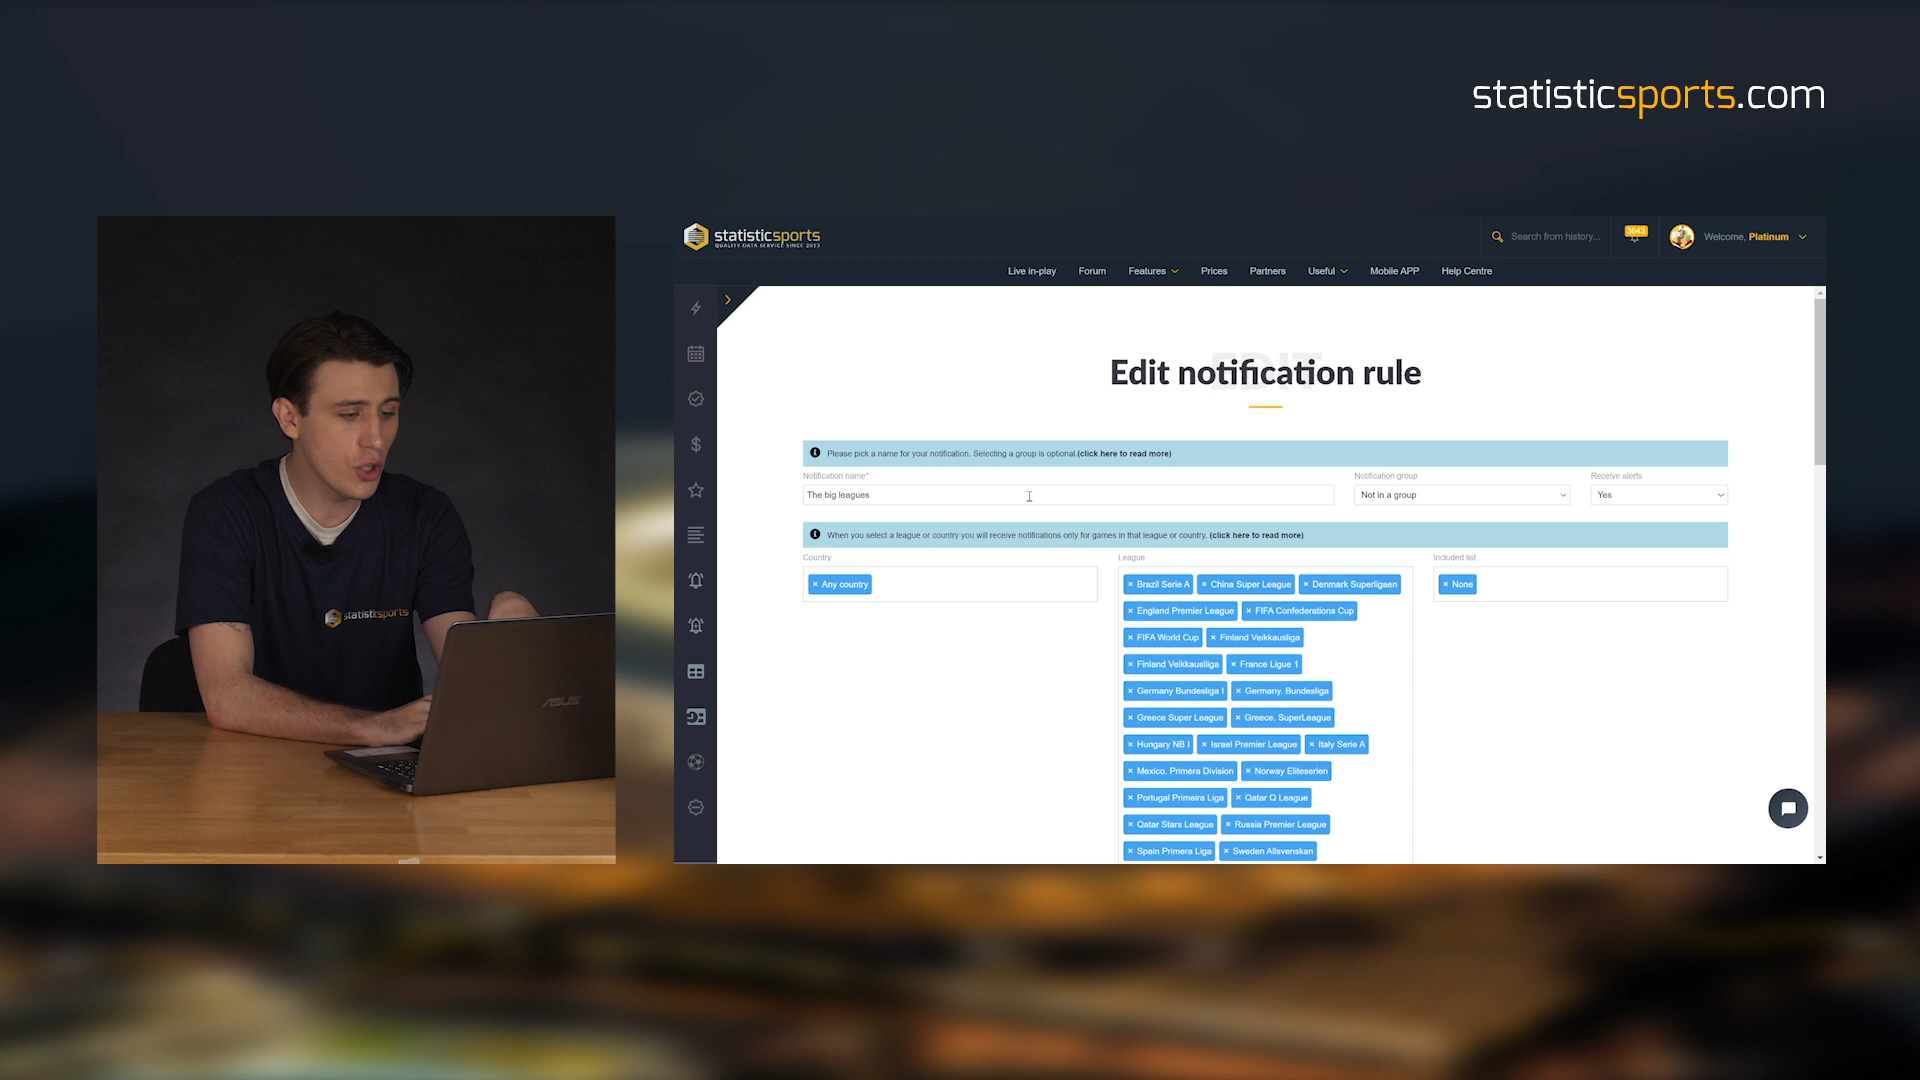 statisticsports.com
statisticsports
QUALITY DATA SERVICE SINCE 2013
Search from history...
3643
Welcome, Platinum
Live in-play Forum Features Prices Partners Useful Mobile APP Help Centre
EDIT
Edit notification rule
Please pick a name for your notification. Selecting a group is optional.(click here to read more)
Notification name* Notification group Receive alerts
The big leagues Not in a group Yes
When you select a league or country you will receive notifications only for games in that league or country. (click here to read more)
Country League Included list
× Any country × Brazil Serie A × China Super League × Denmark Superligaen × None
× England Premier League × FIFA Confederations Cup
× FIFA World Cup × Finland Veikkausliga
× Finland Veikkausliiga × France Ligue 1
× Germany Bundesliga I × Germany. Bundesliga
× Greece Super League × Greece. SuperLeague
× Hungary NB I × Israel Premier League × Italy Serie A
× Mexico. Primera Division × Norway Eliteserien
× Portugal Primeira Liga × Qatar Q League
× Qatar Stars League × Russia Premier League
× Spain Primera Liga × Sweden Allsvenskan
statisticsports
ASUS